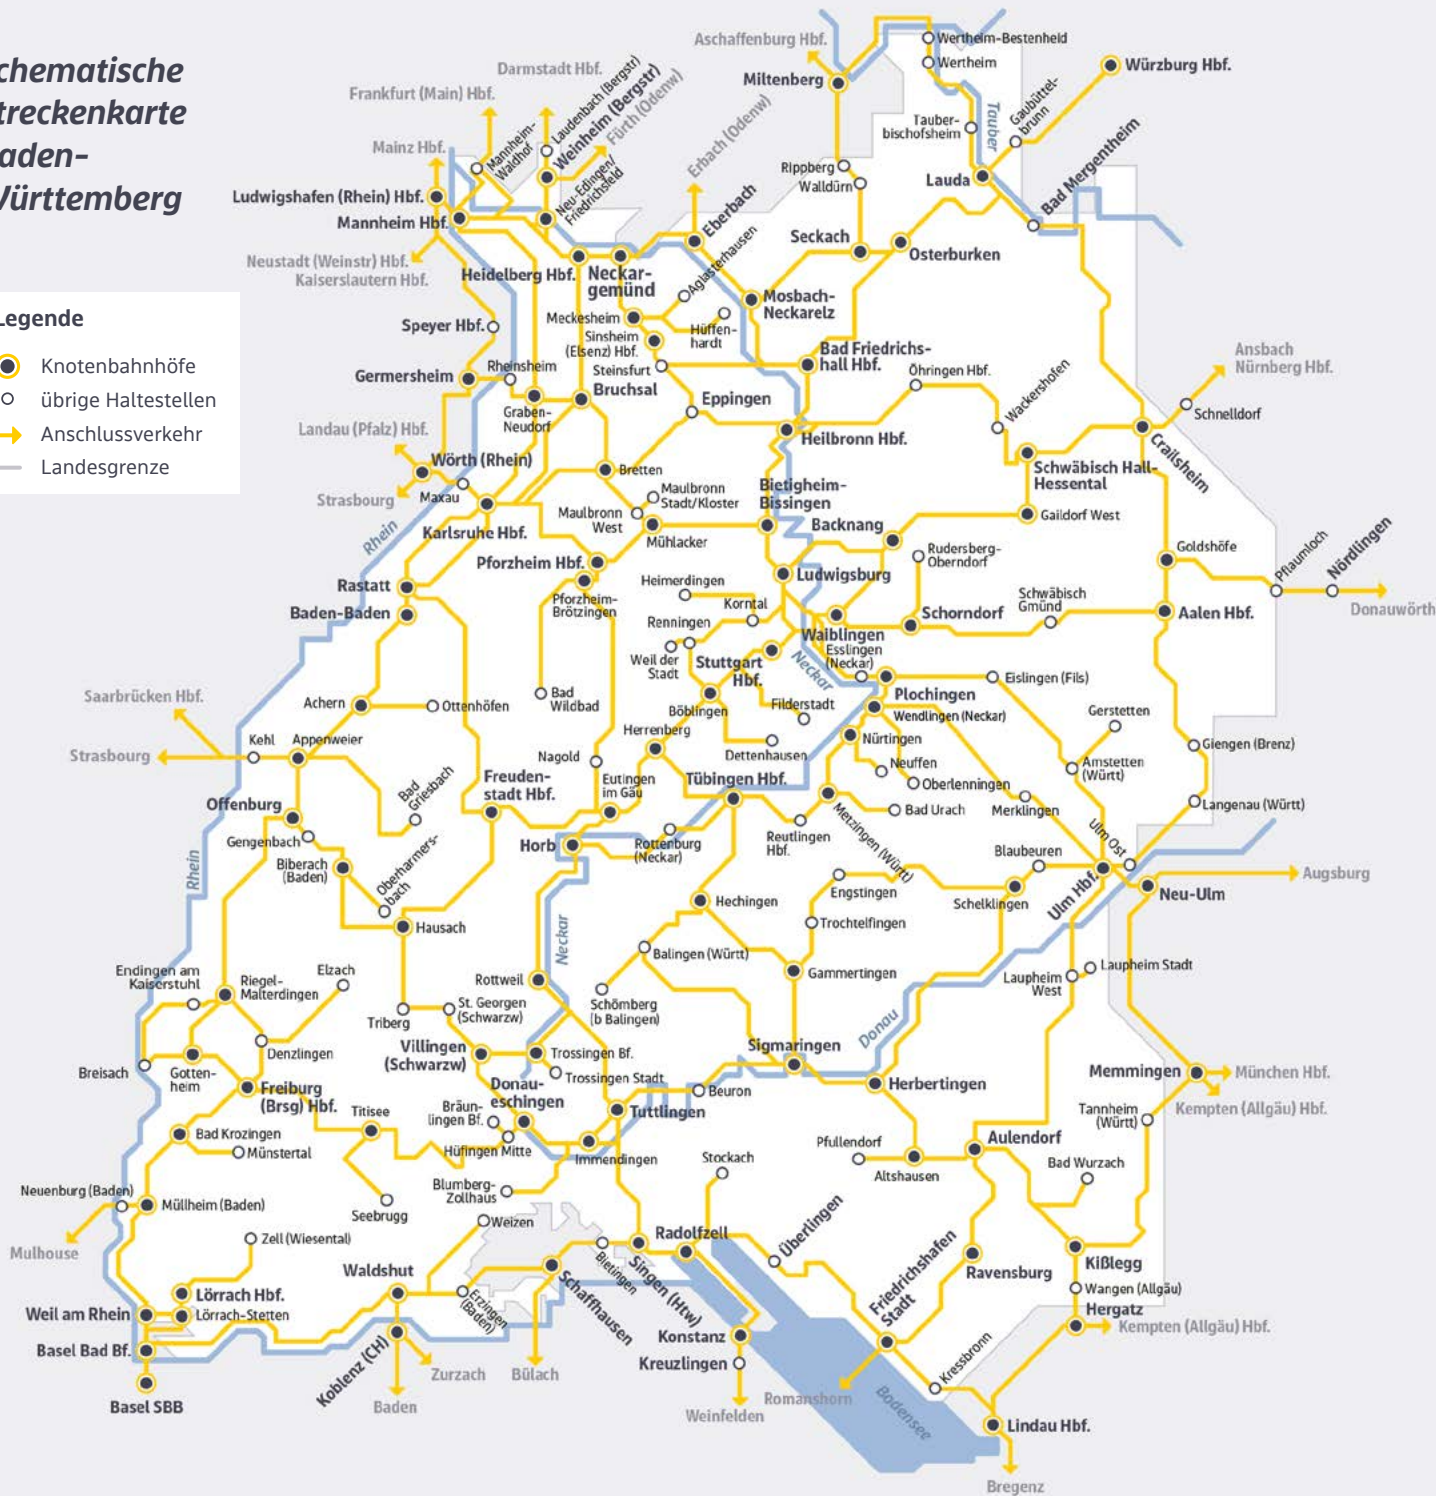 chematische
treckenkarte
aden-
Württemberg
Legende
Knotenbahnhöfe
übrige Haltestellen
Anschlussverkehr
Landesgrenze
Aschaffenburg Hbf.
Miltenberg
Wertheim-Bestenheid
Wertheim
Würzburg Hbf.
Tauber
Gaubüttel-
brunn
Tauber-
bischofsheim
Lauda
Bad Mergentheim
Rippberg
Walldürn
Seckach
Osterburken
Darmstadt Hbf.
Frankfurt (Main) Hbf.
Mainz Hbf.
Mannheim-
Waldhof
Laudenbach (Bergstr)
Weinheim (Bergstr)
Fürth (Odenw)
Neu-Edingen/
Friedrichsfeld
Erbach (Odenw)
Ludwigshafen (Rhein) Hbf.
Mannheim Hbf.
Neustadt (Weinstr) Hbf.
Kaiserslautern Hbf.
Heidelberg Hbf.
Neckar-
gemünd
Eberbach
Aglasterhausen
Meckesheim
Hüffen-
hardt
Mosbach-
Neckarelz
Sinsheim
(Elsenz) Hbf.
Steinsfurt
Bad Friedrichs-
hall Hbf.
Speyer Hbf.
Germersheim
Rheinsheim
Graben-
Neudorf
Bruchsal
Eppingen
Heilbronn Hbf.
Öhringen Hbf.
Wackershofen
Ansbach
Nürnberg Hbf.
Schnelldorf
Crailsheim
Schwäbisch Hall-
Hessental
Gaildorf West
Landau (Pfalz) Hbf.
Wörth (Rhein)
Strasbourg
Maxau
Karlsruhe Hbf.
Rhein
Bretten
Maulbronn
Stadt/Kloster
Maulbronn
West
Mühlacker
Bietigheim-
Bissingen
Backnang
Rudersberg-
Oberndorf
Goldshöfe
Pflaumloch
Nördlingen
Donauwörth
Pforzheim Hbf.
Pforzheim-
Brötzingen
Heimerdingen
Korntal
Ludwigsburg
Renningen
Weil der
Stadt
Waiblingen
Schorndorf
Schwäbisch
Gmünd
Aalen Hbf.
Rastatt
Baden-Baden
Stuttgart
Hbf.
Neckar
Esslingen
(Neckar)
Plochingen
Wendlingen (Neckar)
Eislingen (Fils)
Böblingen
Filderstadt
Dettenhausen
Achern
Ottenhöfen
Bad
Wildbad
Saarbrücken Hbf.
Strasbourg
Kehl
Appenweier
Bad
Griesbach
Herrenberg
Nagold
Eutingen
im Gäu
Freuden-
stadt Hbf.
Tübingen Hbf.
Nürtingen
Neuffen
Oberlenningen
Bad Urach
Metzingen (Württ)
Reutlingen
Hbf.
Gerstetten
Amstetten
(Württ)
Merklingen
Giengen (Brenz)
Langenau (Württ)
Ulm Ost
Offenburg
Gengenbach
Biberach
(Baden)
Oberharmers-
bach
Hausach
Horb
Rottenburg
(Neckar)
Blaubeuren
Schelklingen
Ulm Hbf.
Neu-Ulm
Augsburg
Rhein
Neckar
Hechingen
Engstingen
Trochtelfingen
Balingen (Württ)
Gammertingen
Schömberg
(b Balingen)
Laupheim
West
Laupheim Stadt
Endingen am
Kaiserstuhl
Riegel-
Malterdingen
Elzach
Rottweil
Triberg
St. Georgen
(Schwarzw)
Denzlingen
Breisach
Gotten-
heim
Freiburg
(Brsg) Hbf.
Villingen
(Schwarzw)
Trossingen Bf.
Trossingen Stadt
Donau
Sigmaringen
Herbertingen
Beuron
Memmingen
München Hbf.
Kempten (Allgäu) Hbf.
Tannheim
(Württ)
Titisee
Donau-
eschingen
Bräun-
lingen Bf.
Hüfingen Mitte
Tuttlingen
Immendingen
Bad Krozingen
Münstertal
Pfullendorf
Altshausen
Aulendorf
Bad Wurzach
Stockach
Neuenburg (Baden)
Müllheim (Baden)
Mulhouse
Seebrugg
Blumberg-
Zollhaus
Weizen
Zell (Wiesental)
Radolfzell
Überlingen
Singen (Htw)
Bietingen
Schaffhausen
Waldshut
Erzingen
(Baden)
Lörrach Hbf.
Lörrach-Stetten
Weil am Rhein
Basel Bad Bf.
Basel SBB
Koblenz (CH)
Zurzach
Baden
Bülach
Konstanz
Kreuzlingen
Weinfelden
Friedrichshafen
Stadt
Ravensburg
Kißlegg
Wangen (Allgäu)
Hergatz
Kempten (Allgäu) Hbf.
Romanshorn
Bodensee
Kressbronn
Lindau Hbf.
Bregenz